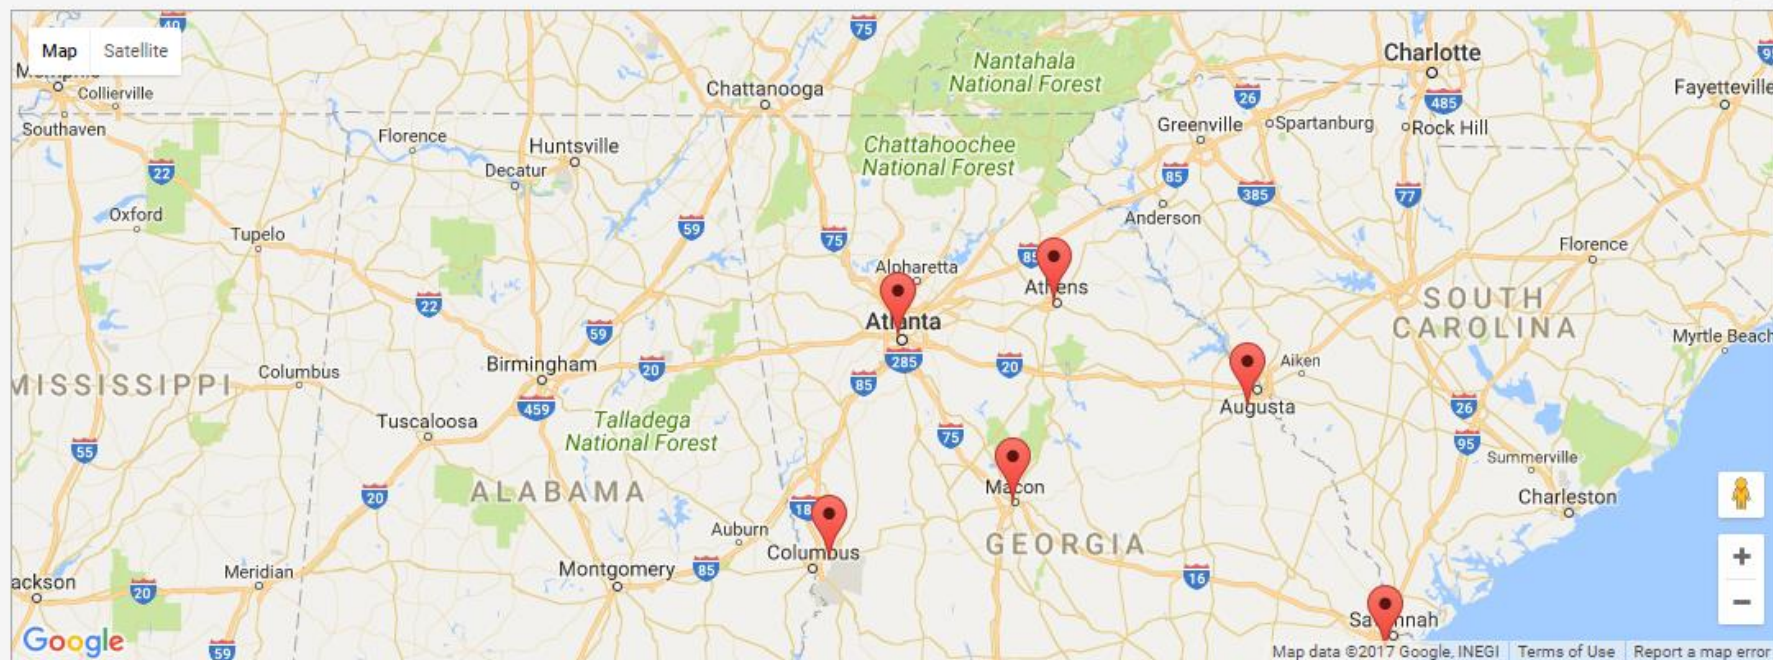 40
75
Map Satellite
Nantahala
National Forest
Charlotte
Memphis
Collierville
Chattanooga
26
485
Fayetteville
Southaven
Florence
Huntsville
Chattahoochee
National Forest
Greenville
Spartanburg
Rock Hill
22
Decatur
85
385
77
Oxford
Tupelo
59
75
Anderson
Florence
Alpharetta
85
Athens
22
59
Atlanta
SOUTH
CAROLINA
Myrtle Beach
MISSISSIPPI
Columbus
Birmingham
20
285
85
20
Aiken
459
Augusta
26
Tuscaloosa
Talladega
National Forest
75
95
55
Summerville
20
ALABAMA
Macon
Charleston
18
Auburn
Columbus
GEORGIA
ackson
20
Meridian
Montgomery
85
16
Savannah
Google
59
Map data ©2017 Google, INEGI Terms of Use Report a map error